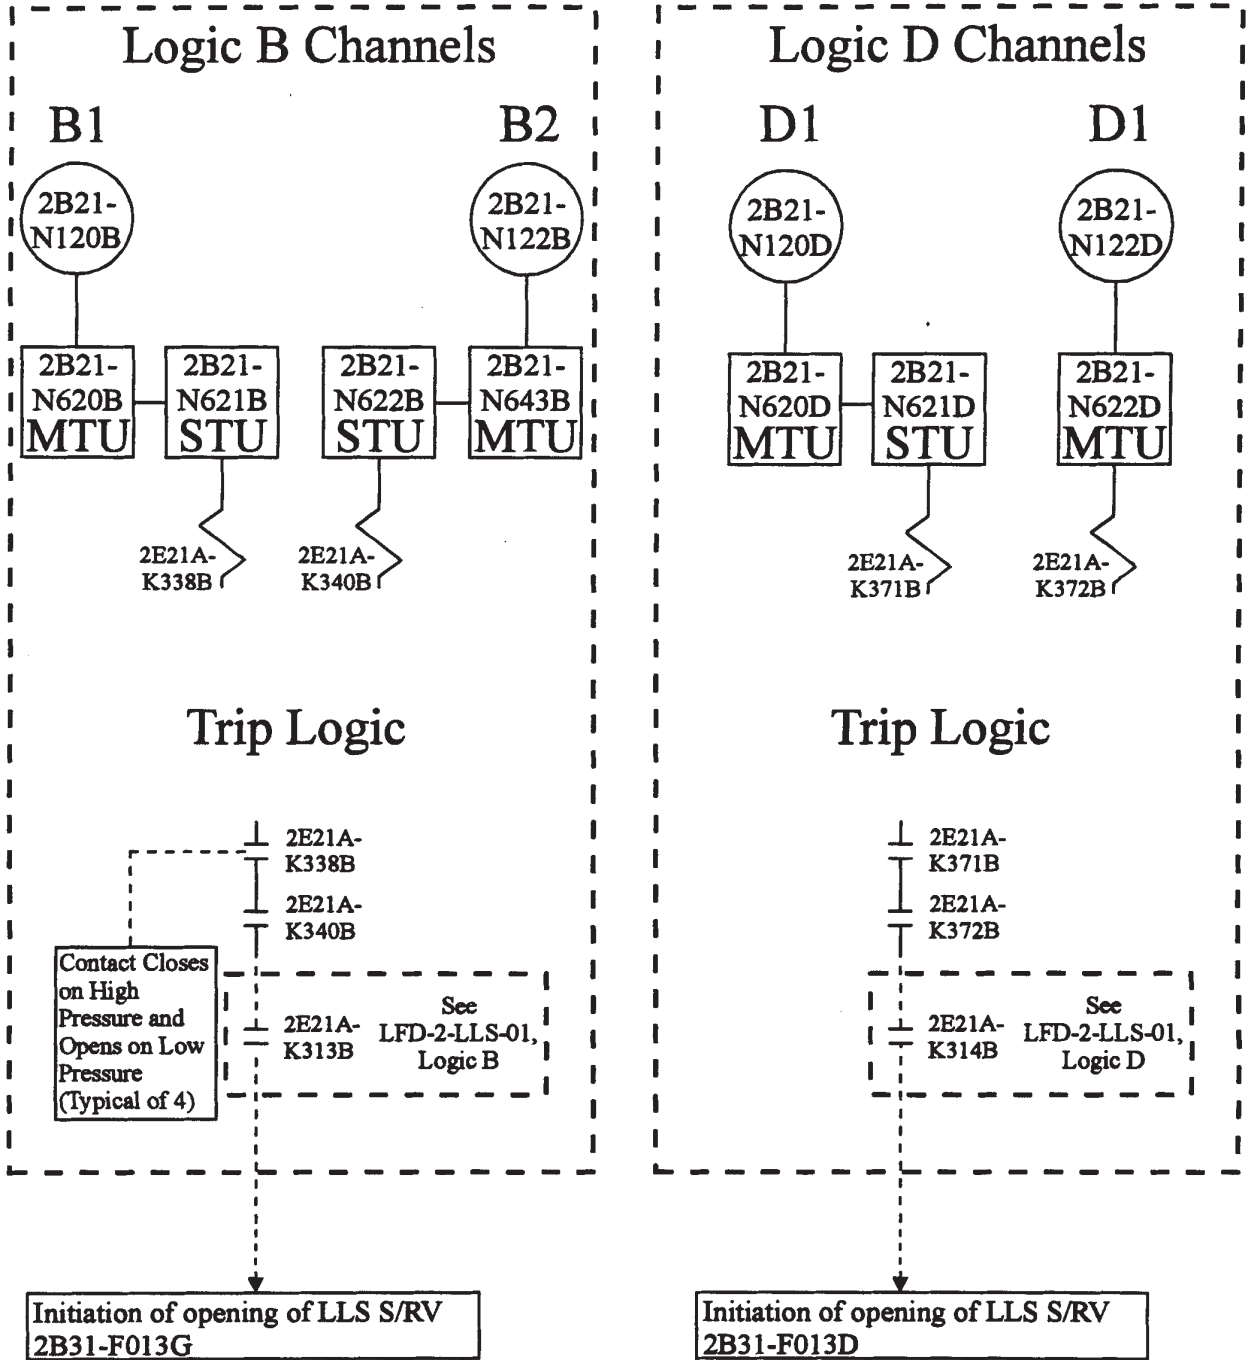 Logic B Channels
B1
B2
2B21-
N120B
2B21-
N122B
2B21-
N620B
MTU
2B21-
N621B
STU
2B21-
N622B
STU
2B21-
N643B
MTU
2E21A-
K338B
2E21A-
K340B
Trip Logic
2E21A-
K338B
2E21A-
K340B
Contact Closes
on High
Pressure and
Opens on Low
Pressure
(Typical of 4)
2E21A-
K313B
See
LFD-2-LLS-01,
Logic B
Initiation of opening of LLS S/RV
2B31-F013G
Logic D Channels
D1
D1
2B21-
N120D
2B21-
N122D
2B21-
N620D
MTU
2B21-
N621D
STU
2B21-
N622D
MTU
2E21A-
K371B
2E21A-
K372B
Trip Logic
2E21A-
K371B
2E21A-
K372B
2E21A-
K314B
See
LFD-2-LLS-01,
Logic D
Initiation of opening of LLS S/RV
2B31-F013D